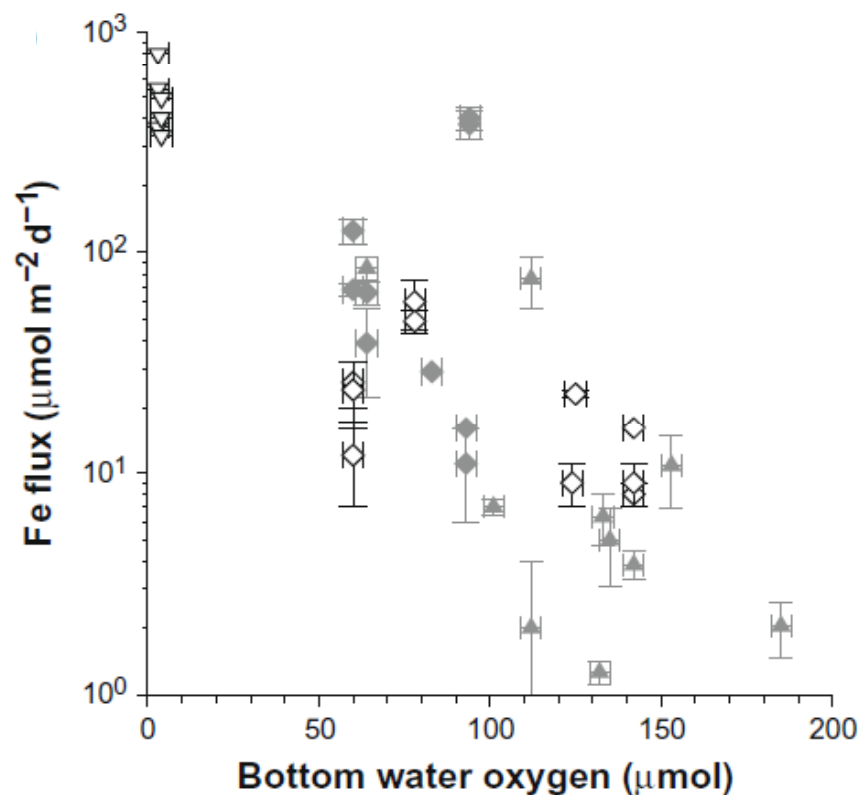 10³
10²
10¹
10⁰
Fe flux (μmol m⁻² d⁻¹)
0 50 100 150 200
Bottom water oxygen (μmol)